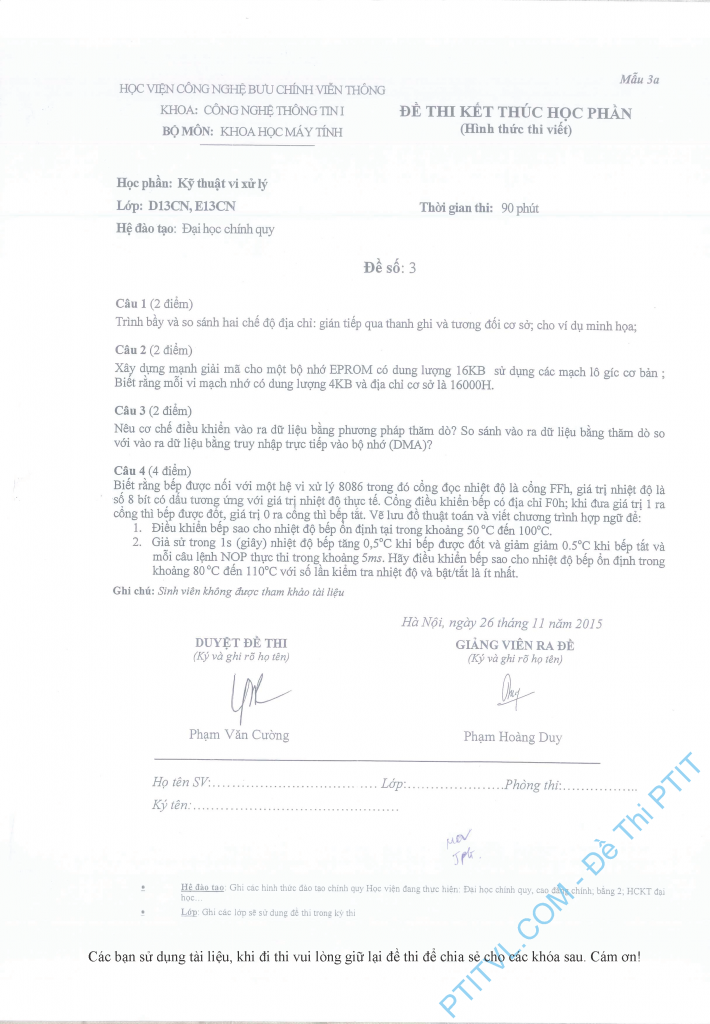 Mẫu 3a
HỌC VIỆN CÔNG NGHỆ BƯU CHÍNH VIỄN THÔNG
KHOA: CÔNG NGHỆ THÔNG TIN I
BỘ MÔN: KHOA HỌC MÁY TÍNH
ĐỀ THI KẾT THÚC HỌC PHẦN
(Hình thức thi viết)
Học phần: Kỹ thuật vi xử lý
Lớp: D13CN, E13CN
Thời gian thi: 90 phút
Hệ đào tạo: Đại học chính quy
Đề số: 3
Câu 1 (2 điểm)
Trình bầy và so sánh hai chế độ địa chỉ: gián tiếp qua thanh ghi và tương đối cơ sở; cho ví dụ minh họa;
Câu 2 (2 điểm)
Xây dựng mạnh giải mã cho một bộ nhớ EPROM có dung lượng 16KB sử dụng các mạch lô gíc cơ bản ;
Biết rằng mỗi vi mạch nhớ có dung lượng 4KB và địa chỉ cơ sở là 16000H.
Câu 3 (2 điểm)
Nêu cơ chế điều khiển vào ra dữ liệu bằng phương pháp thăm dò? So sánh vào ra dữ liệu bằng thăm dò so
với vào ra dữ liệu bằng truy nhập trực tiếp vào bộ nhớ (DMA)?
Câu 4 (4 điểm)
Biết rằng bếp được nối với một hệ vi xử lý 8086 trong đó cổng đọc nhiệt độ là cổng FFh, giá trị nhiệt độ là
số 8 bít có dấu tương ứng với giá trị nhiệt độ thực tế. Cổng điều khiển bếp có địa chỉ F0h; khi đưa giá trị 1 ra
cổng thì bếp được đốt, giá trị 0 ra cổng thì bếp tắt. Vẽ lưu đồ thuật toán và viết chương trình hợp ngữ để:
1. Điều khiển bếp sao cho nhiệt độ bếp ổn định tại trong khoảng 50 °C đến 100°C.
2. Giả sử trong 1s (giây) nhiệt độ bếp tăng 0,5°C khi bếp được đốt và giảm giảm 0.5°C khi bếp tắt và
mỗi câu lệnh NOP thực thi trong khoảng 5ms. Hãy điều khiển bếp sao cho nhiệt độ bếp ổn định trong
khoảng 80 °C đến 110°C với số lần kiểm tra nhiệt độ và bật/tắt là ít nhất.
Ghi chú: Sinh viên không được tham khảo tài liệu
Hà Nội, ngày 26 tháng 11 năm 2015
DUYỆT ĐỀ THI
(Ký và ghi rõ họ tên)
GIẢNG VIÊN RA ĐỀ
(Ký và ghi rõ họ tên)
Phạm Văn Cường
Phạm Hoàng Duy
Họ tên SV:............................... .... Lớp:....................Phòng thi:...............
Ký tên:.........................................
• Hệ đào tạo: Ghi các hình thức đào tạo chính quy Học viện đang thực hiện: Đại học chính quy, cao đẳng chính; bằng 2; HCKT đại
học...
• Lớp: Ghi các lớp sẽ sử dụng đề thi trong kỳ thi
Các bạn sử dụng tài liệu, khi đi thi vui lòng giữ lại đề thi để chia sẻ cho các khóa sau. Cám ơn!
PTITVL.COM - Đề Thi PTIT